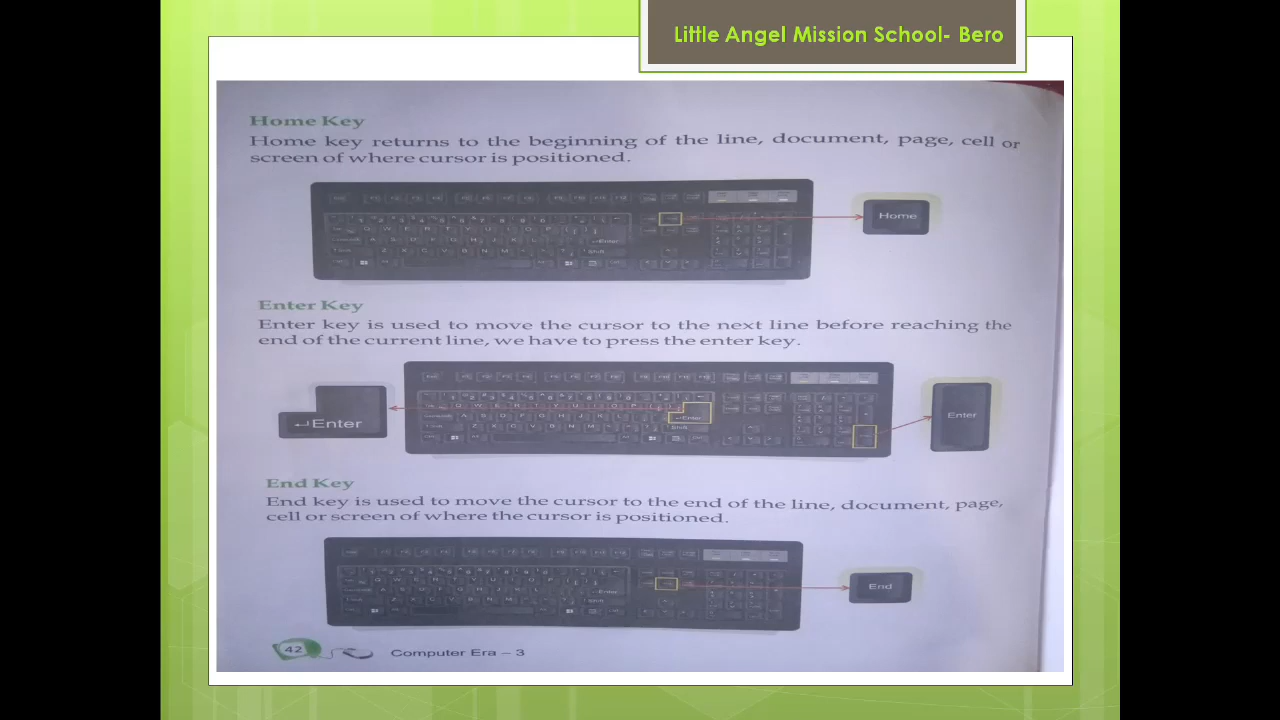 Little Angel Mission School- Bero
Home Key
Home key returns to the beginning of the line, document, page, cell or
screen of where cursor is positioned.
Home
Enter Key
Enter key is used to move the cursor to the next line before reaching the
end of the current line, we have to press the enter key.
↵Enter
Enter
End Key
End key is used to move the cursor to the end of the line, document, page,
cell or screen of where the cursor is positioned.
End
42
Computer Era – 3